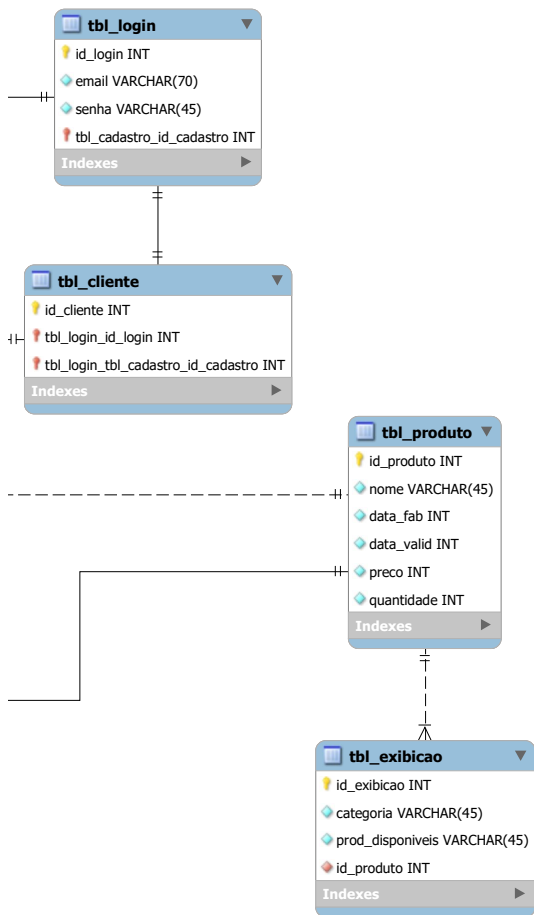 tbl_login
id_login INT
email VARCHAR(70)
senha VARCHAR(45)
tbl_cadastro_id_cadastro INT
Indexes
tbl_cliente
id_cliente INT
tbl_login_id_login INT
tbl_login_tbl_cadastro_id_cadastro INT
Indexes
tbl_produto
id_produto INT
nome VARCHAR(45)
data_fab INT
data_valid INT
preco INT
quantidade INT
Indexes
tbl_exibicao
id_exibicao INT
categoria VARCHAR(45)
prod_disponiveis VARCHAR(45)
id_produto INT
Indexes